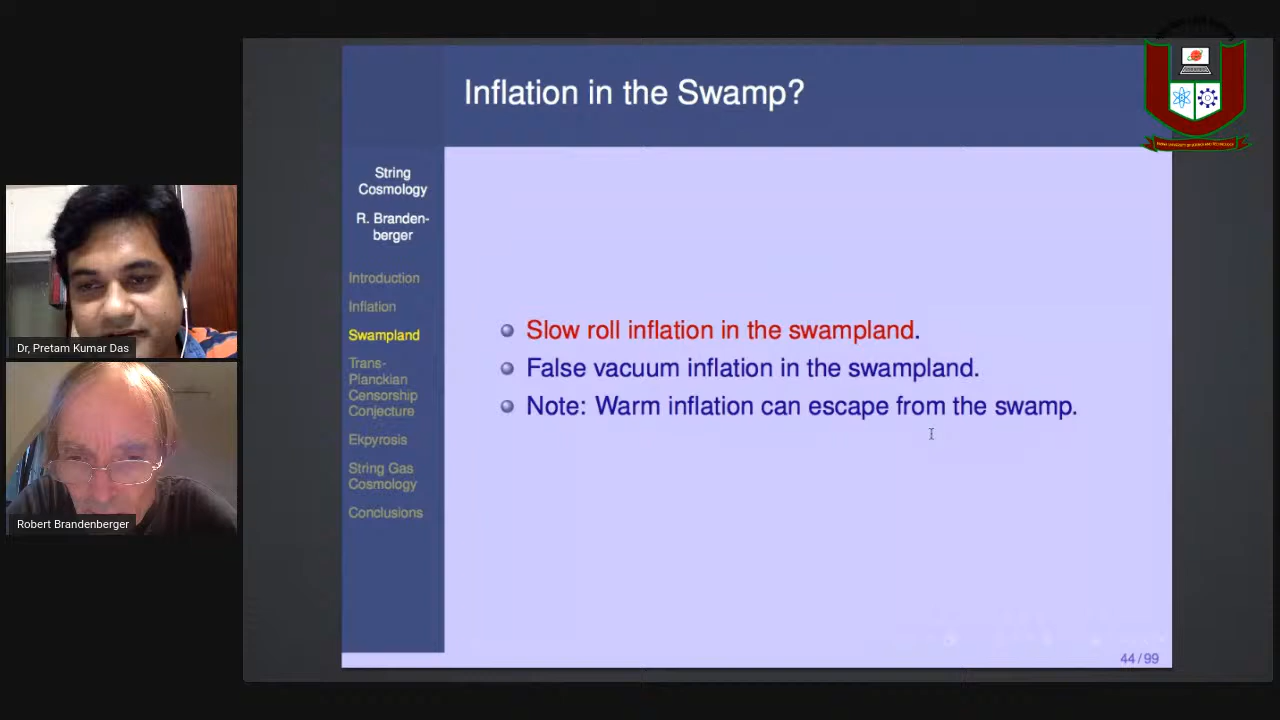 Inflation in the Swamp?
String
Cosmology
R. Branden-
berger
Introduction
Inflation
Swampland
Trans-
Planckian
Censorship
Conjecture
Ekpyrosis
String Gas
Cosmology
Conclusions
Slow roll inflation in the swampland.
False vacuum inflation in the swampland.
Note: Warm inflation can escape from the swamp.
44/99
Dr, Pretam Kumar Das
Robert Brandenberger